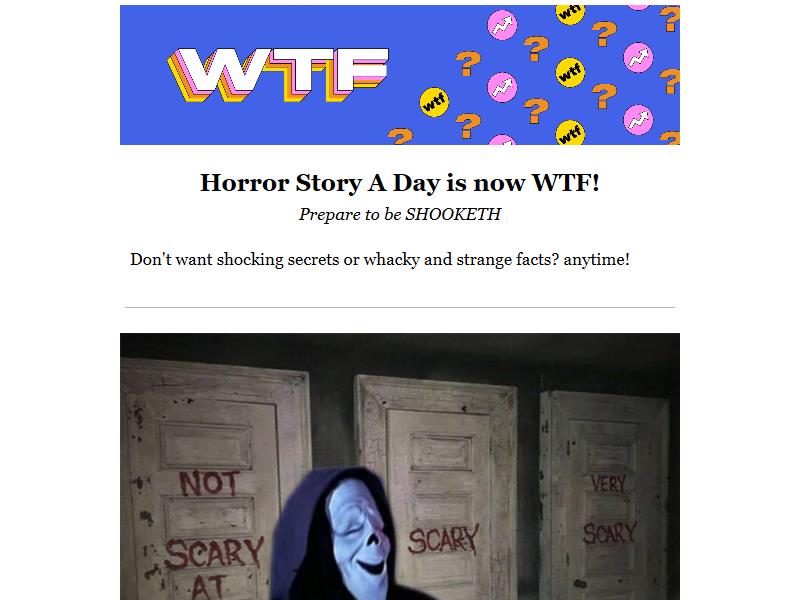 WTF
wtf
wtf
wtf
wtf
Horror Story A Day is now WTF!
Prepare to be SHOOKETH
Don't want shocking secrets or whacky and strange facts? anytime!
NOT
SCARY
AT
SCARY
VERY
SCARY